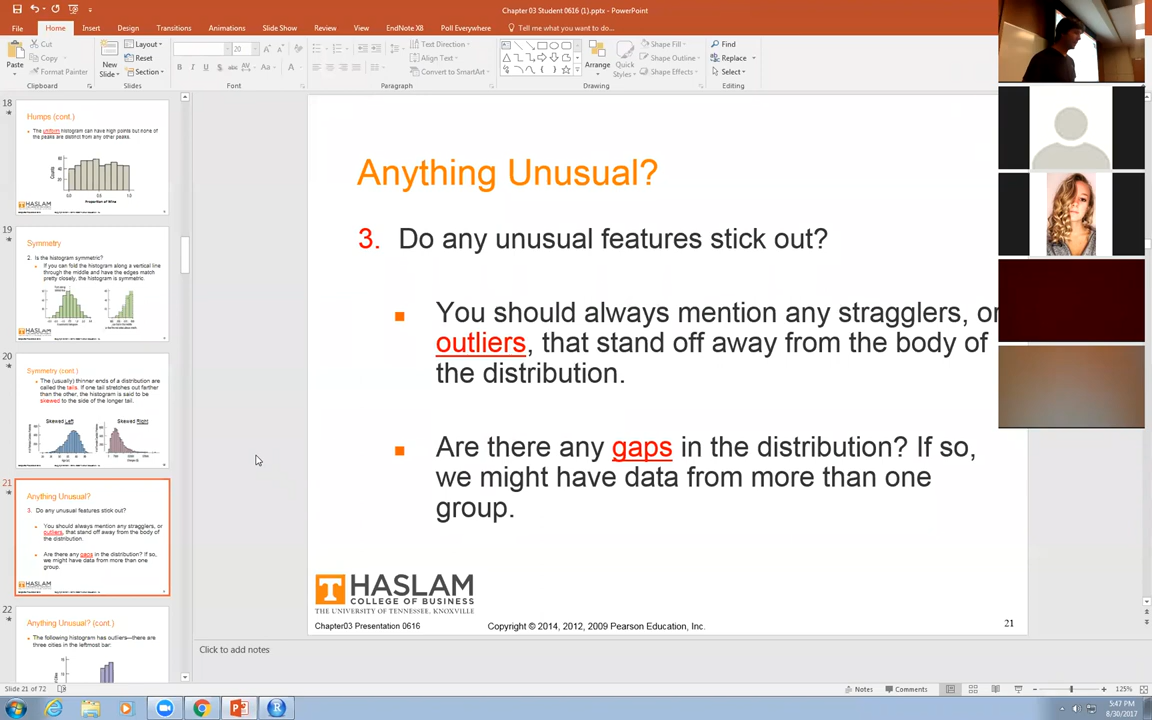 Chapter 03 Student 0616 (1).pptx - PowerPoint
File Home Insert Design Transitions Animations Slide Show Review View EndNote X8 Poll Everywhere Tell me what you want to do...
Paste
Cut
Copy
Format Painter
Clipboard
New
Slide
Layout
Reset
Section
Slides
20
Font
Text Direction
Align Text
Convert to SmartArt
Paragraph
Arrange
Quick
Styles
Shape Fill
Shape Outline
Shape Effects
Drawing
Find
Replace
Select
Editing
18
Humps (cont.)
The uniform histogram can have high points but none of
the peaks are distinct from any other peaks.
HASLAM
19
Symmetry
2. Is the histogram symmetric?
If you can fold the histogram along a vertical line
through the middle and have the edges match
pretty closely, the histogram is symmetric.
HASLAM
20
Symmetry (cont.)
The (usually) thinner ends of a distribution are
called the tails. If one tail stretches out farther
than the other, the histogram is said to be
skewed to the side of the longer tail.
Skewed Left Skewed Right
HASLAM
21
Anything Unusual?
3. Do any unusual features stick out?
You should always mention any stragglers, or
outliers, that stand off away from the body of
the distribution.
Are there any gaps in the distribution? If so,
we might have data from more than one
group.
HASLAM
22
Anything Unusual? (cont.)
The following histogram has outliers—there are
three cities in the leftmost bar:
Anything Unusual?
3. Do any unusual features stick out?
You should always mention any stragglers, or
outliers, that stand off away from the body of
the distribution.
Are there any gaps in the distribution? If so,
we might have data from more than one
group.
T HASLAM
COLLEGE OF BUSINESS
THE UNIVERSITY OF TENNESSEE, KNOXVILLE
Chapter03 Presentation 0616 Copyright © 2014, 2012, 2009 Pearson Education, Inc. 21
Click to add notes
Slide 21 of 72 Notes Comments 125%
5:47 PM
8/30/2017